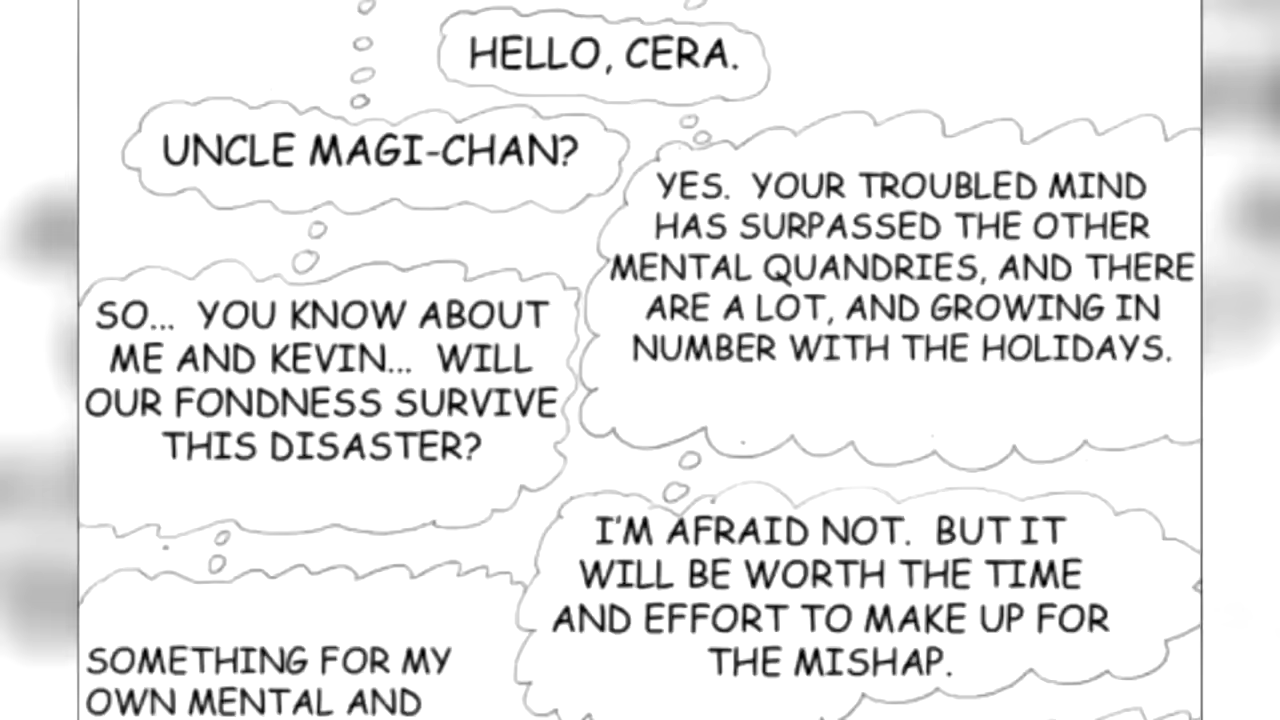 HELLO, CERA.
UNCLE MAGI-CHAN?
YES. YOUR TROUBLED MIND
HAS SURPASSED THE OTHER
MENTAL QUANDRIES, AND THERE
ARE A LOT, AND GROWING IN
NUMBER WITH THE HOLIDAYS.
SO... YOU KNOW ABOUT
ME AND KEVIN... WILL
OUR FONDNESS SURVIVE
THIS DISASTER?
I'M AFRAID NOT. BUT IT
WILL BE WORTH THE TIME
AND EFFORT TO MAKE UP FOR
THE MISHAP.
SOMETHING FOR MY
OWN MENTAL AND